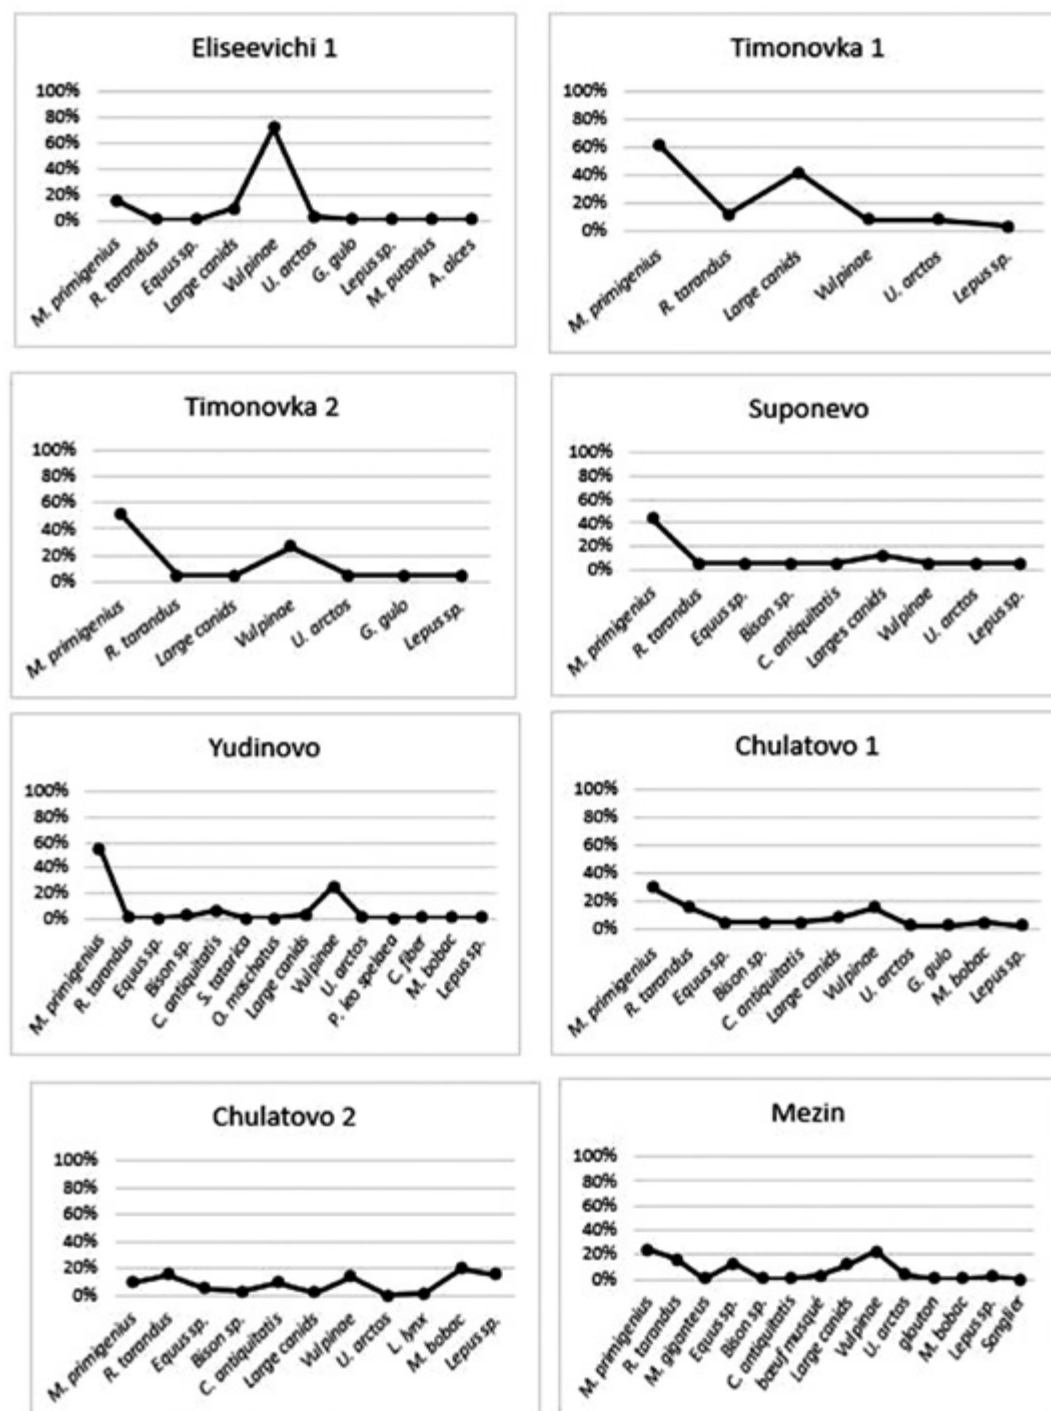 Eliseevichi 1
100%
80%
60%
40%
20%
0%
M. primigenius
R. tarandus
Equus sp.
Large canids
Vulpinae
U. arctos
G. gulo
Lepus sp.
M. putorius
A. alces
Timonovka 1
100%
80%
60%
40%
20%
0%
M. primigenius
R. tarandus
Large canids
Vulpinae
U. arctos
Lepus sp.
Timonovka 2
100%
80%
60%
40%
20%
0%
M. primigenius
R. tarandus
Large canids
Vulpinae
U. arctos
G. gulo
Lepus sp.
Suponevo
100%
80%
60%
40%
20%
0%
M. primigenius
R. tarandus
Equus sp.
Bison sp.
C. antiquitatis
Larges canids
Vulpinae
U. arctos
Lepus sp.
Yudinovo
100%
80%
60%
40%
20%
0%
M. primigenius
R. tarandus
Equus sp.
Bison sp.
C. antiquitatis
S. tatarica
O. moschatus
Large canids
Vulpinae
U. arctos
P. leo spelaea
C. fiber
M. bobac
Lepus sp.
Chulatovo 1
100%
80%
60%
40%
20%
0%
M. primigenius
R. tarandus
Equus sp.
Bison sp.
C. antiquitatis
Large canids
Vulpinae
U. arctos
G. gulo
M. bobac
Lepus sp.
Chulatovo 2
100%
80%
60%
40%
20%
0%
M. primigenius
R. tarandus
Equus sp.
Bison sp.
C. antiquitatis
Large canids
Vulpinae
U. arctos
L. lynx
M. bobac
Lepus sp.
Mezin
100%
80%
60%
40%
20%
0%
M. primigenius
R. tarandus
M. giganteus
Equus sp.
Bison sp.
C. antiquitatis
bœuf musqué
Large canids
Vulpinae
U. arctos
glouton
M. bobac
Lepus sp.
Sanglier